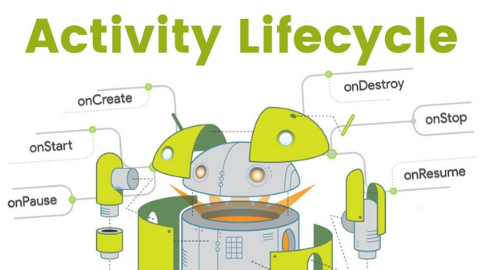 Activity Lifecycle
onCreate
onDestroy
onStop
onStart
onResume
onPause